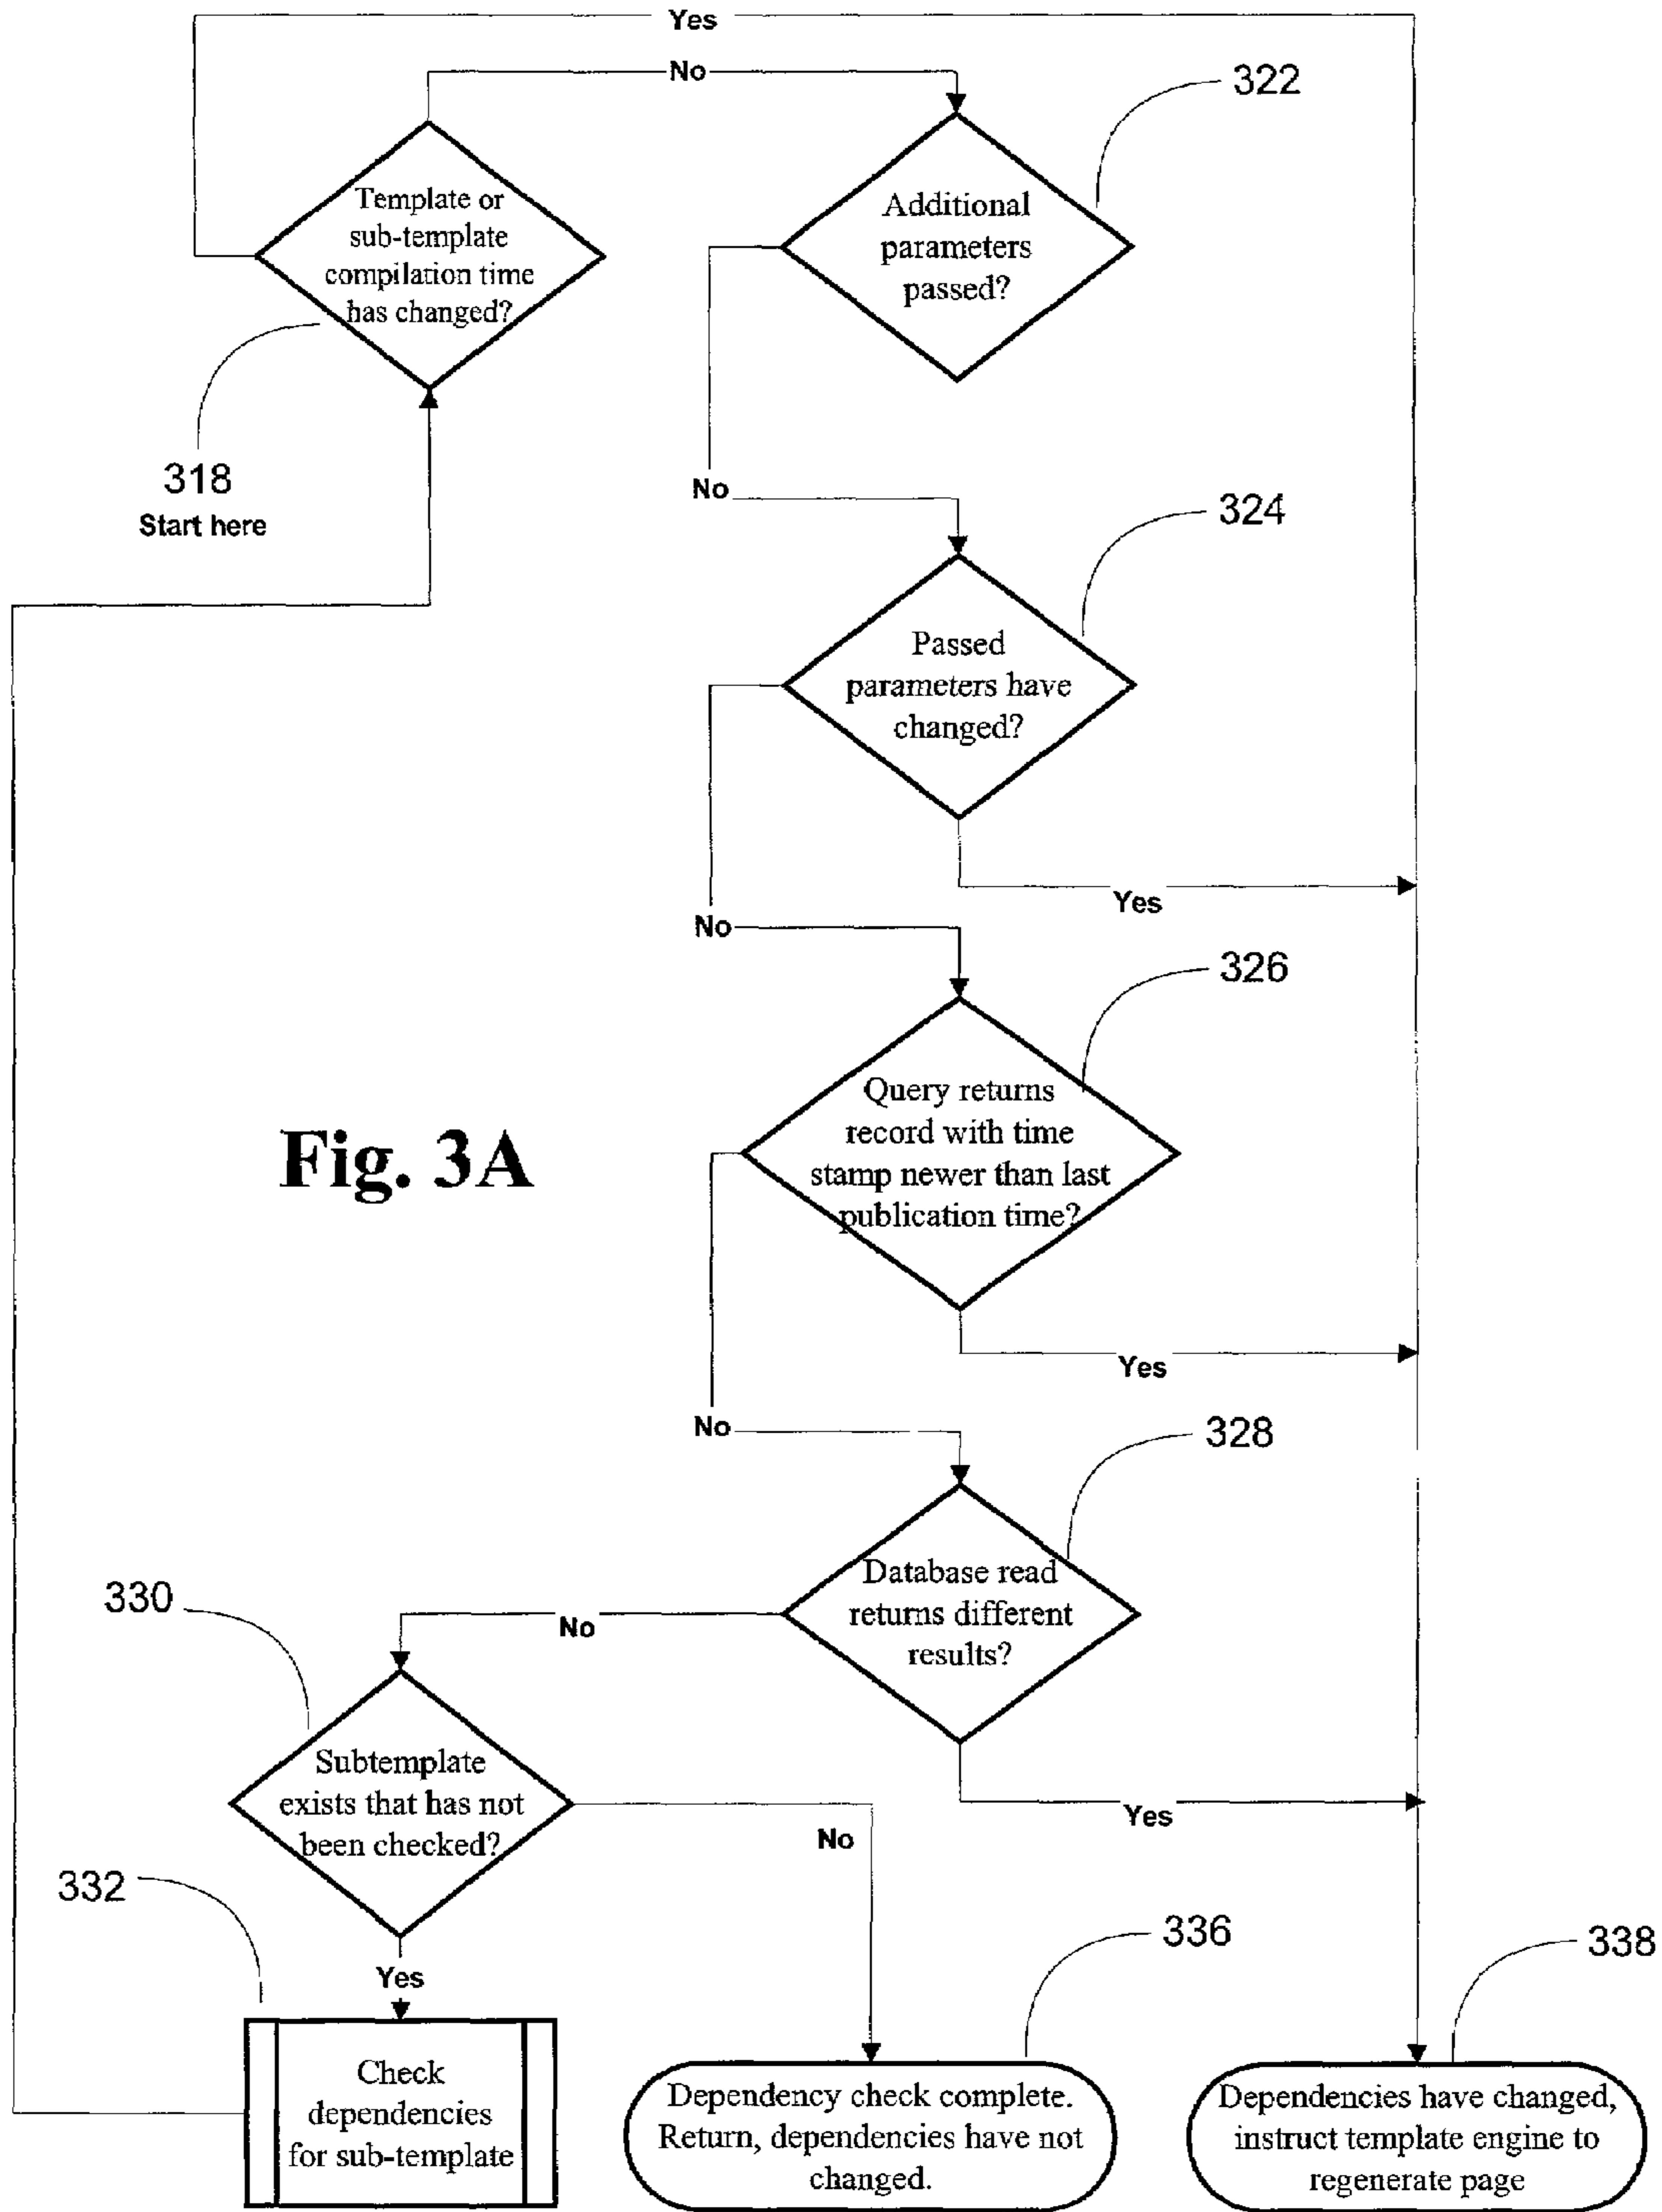 Yes
No
322
Template or
sub-template
compilation time
has changed?
Additional
parameters
passed?
318
Start here
No
324
Passed
parameters have
changed?
Yes
No
326
Query returns
record with time
stamp newer than last
publication time?
Fig. 3A
Yes
No
328
Database read
returns different
results?
330
No
Subtemplate
exists that has not
been checked?
Yes
No
332
336
338
Yes
Check
dependencies
for sub-template
Dependency check complete.
Return, dependencies have not
changed.
Dependencies have changed,
instruct template engine to
regenerate page